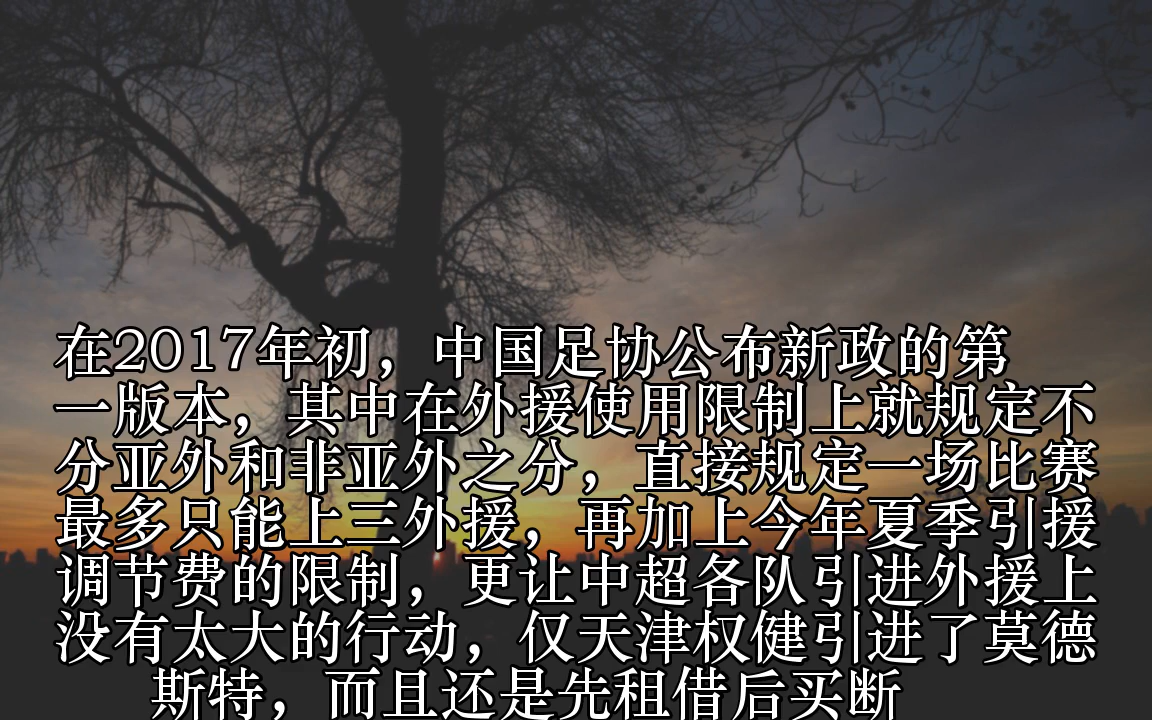 在2017年初，中国足协公布新政的第
一版本，其中在外援使用限制上就规定不
分亚外和非亚外之分，直接规定一场比赛
最多只能上三外援，再加上今年夏季引援
调节费的限制，更让中超各队引进外援上
没有太大的行动，仅天津权健引进了莫德
斯特，而且还是先租借后买断